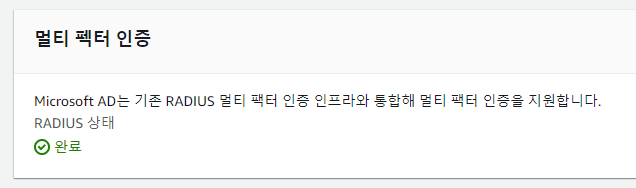 멀티 펙터 인증
Microsoft AD는 기존 RADIUS 멀티 팩터 인증 인프라와 통합해 멀티 팩터 인증을 지원합니다.
RADIUS 상태
완료